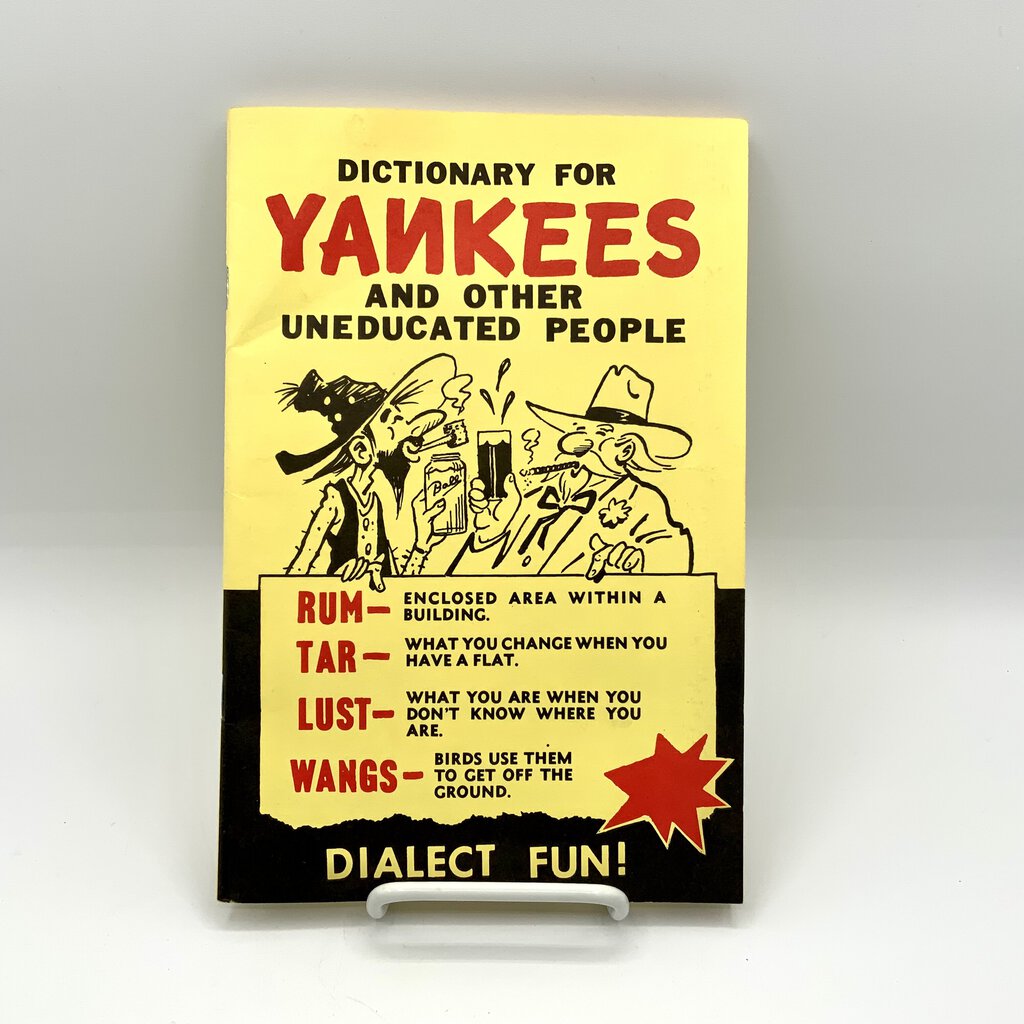 DICTIONARY FOR
YANKEES
AND OTHER
UNEDUCATED PEOPLE
Ball
RUM— ENCLOSED AREA WITHIN A
BUILDING.
TAR— WHAT YOU CHANGE WHEN YOU
HAVE A FLAT.
LUST— WHAT YOU ARE WHEN YOU
DON'T KNOW WHERE YOU
ARE.
WANGS— BIRDS USE THEM
TO GET OFF THE
GROUND.
DIALECT FUN!